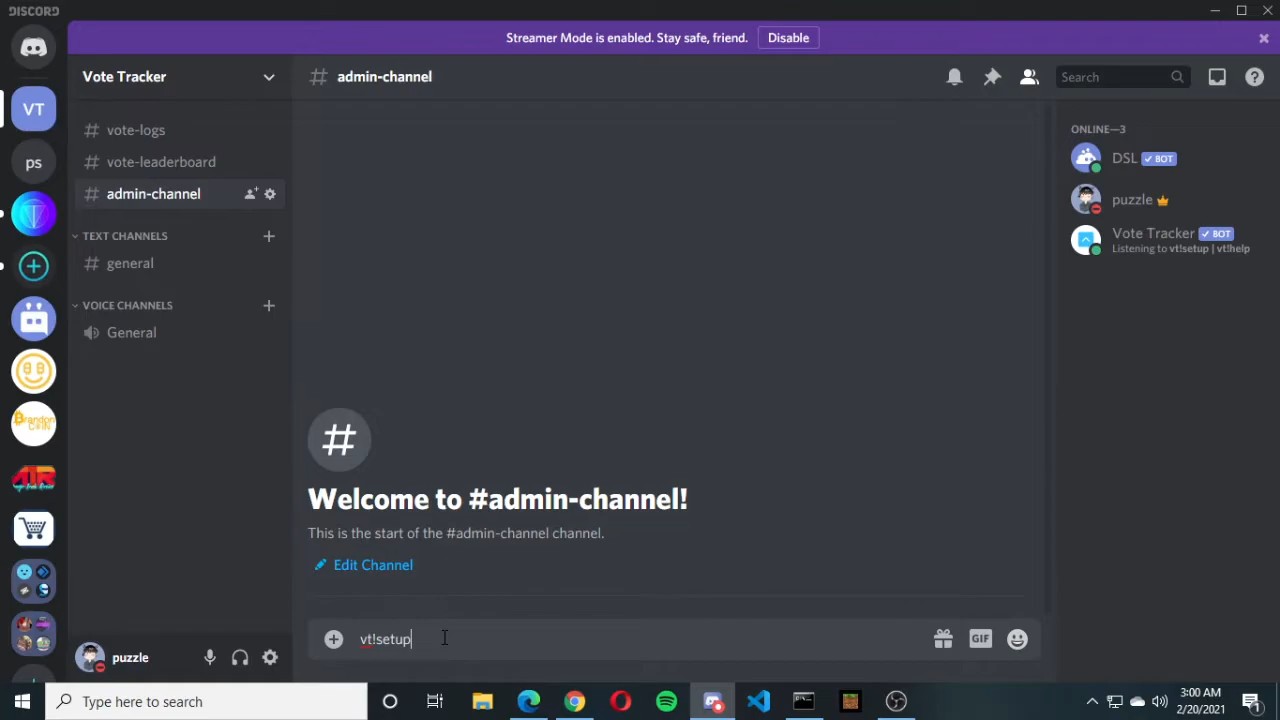 DISCORD
Streamer Mode is enabled. Stay safe, friend.
Disable
VT
ps
Brandon
COIN
Vote Tracker
vote-logs
vote-leaderboard
admin-channel
TEXT CHANNELS
general
VOICE CHANNELS
General
puzzle
# admin-channel
Search
#
Welcome to #admin-channel!
This is the start of the #admin-channel channel.
Edit Channel
vt!setup
GIF
ONLINE—3
DSL ✓ BOT
puzzle
Vote Tracker ✓ BOT
Listening to vt!setup | vt!help
Type here to search
3:00 AM
2/20/2021
1